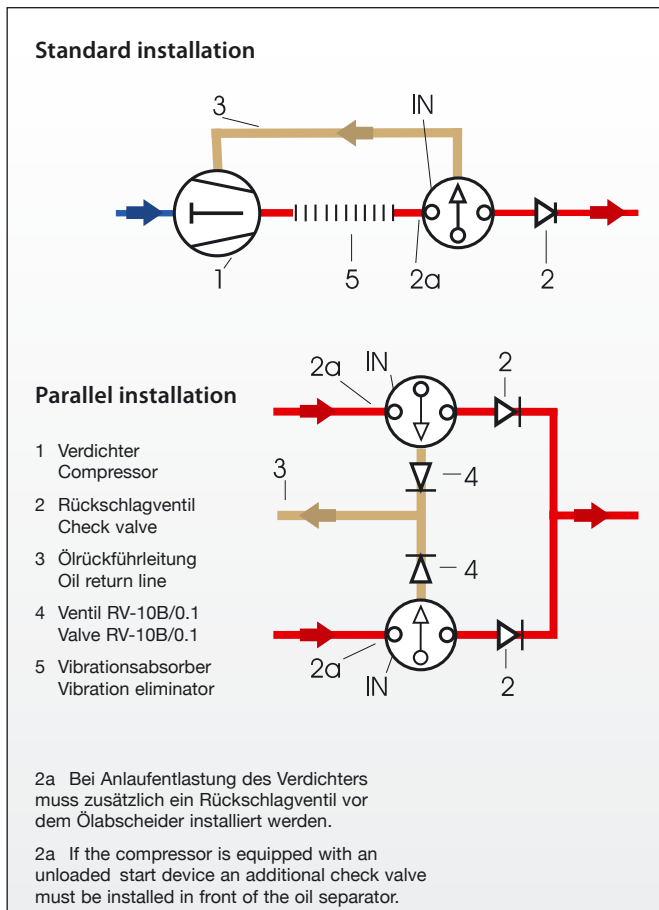 Standard installation
3
IN
1
5
2a
2
Parallel installation
2a
IN
2
4
3
4
2a
IN
2
1 Verdichter
Compressor
2 Rückschlagventil
Check valve
3 Ölrückführleitung
Oil return line
4 Ventil RV-10B/0.1
Valve RV-10B/0.1
5 Vibrationsabsorber
Vibration eliminator
2a Bei Anlaufentlastung des Verdichters
muss zusätzlich ein Rückschlagventil vor
dem Ölabscheider installiert werden.
2a If the compressor is equipped with an
unloaded start device an additional check valve
must be installed in front of the oil separator.